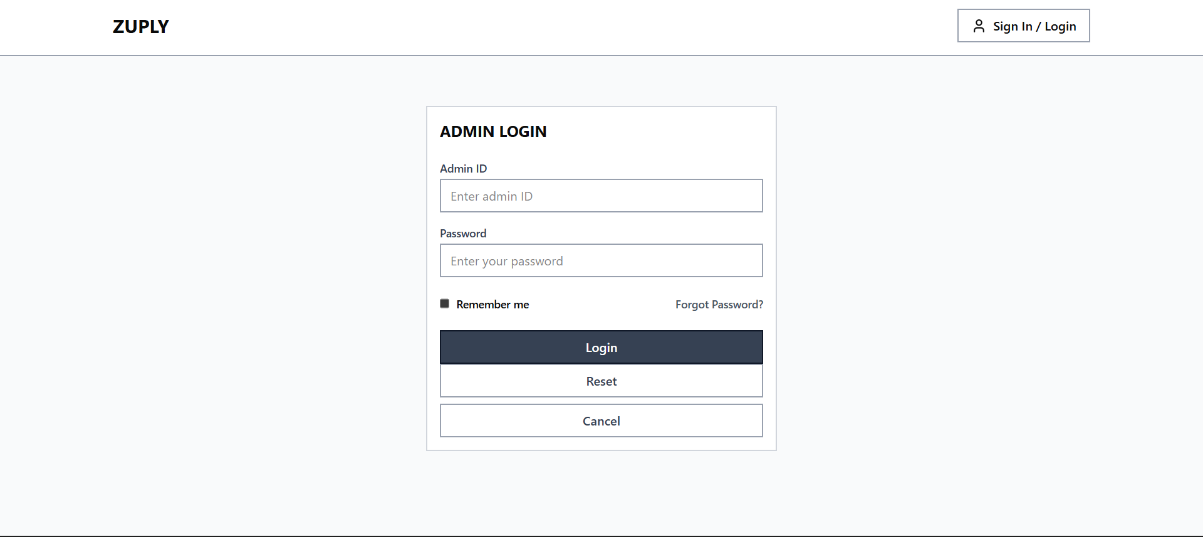 ZUPLY
Sign In / Login
ADMIN LOGIN
Admin ID
Enter admin ID
Password
Enter your password
Remember me Forgot Password?
Login
Reset
Cancel